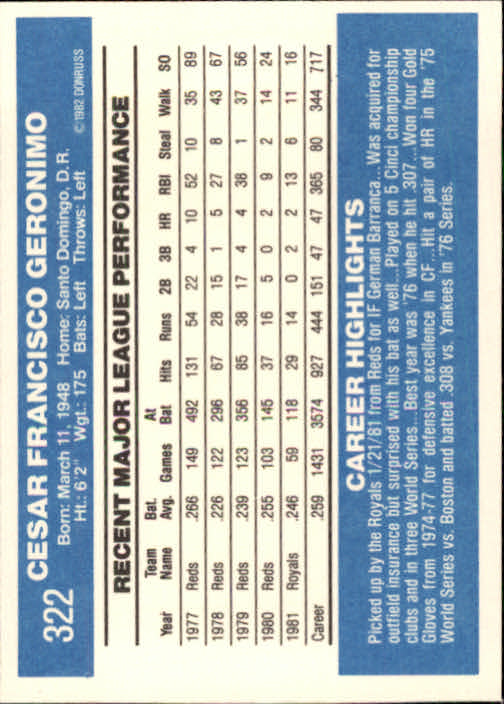 322 CESAR FRANCISCO GERONIMO
Born: March 11, 1948 Home: Santo Domingo, D.R.
Ht.: 6'2" Wgt.: 175 Bats: Left Throws: Left ©1982 DONRUSS
RECENT MAJOR LEAGUE PERFORMANCE
Year Team Name Bat. Avg. Games At Bat Hits Runs 2B 3B HR RBI Steal Walk SO
1977 Reds .266 149 492 131 54 22 4 10 52 10 35 89
1978 Reds .226 122 296 67 28 15 1 5 27 8 43 67
1979 Reds .239 123 356 85 38 17 4 4 38 1 37 56
1980 Reds .255 103 145 37 16 5 0 2 9 2 14 24
1981 Royals .246 59 118 29 14 0 2 2 13 6 11 16
Career .259 1431 3574 927 444 151 47 47 365 80 344 717
CAREER HIGHLIGHTS
Picked up by the Royals 1/21/81 from Reds for IF German Barranca...Was acquired for
outfield insurance but surprised with his bat as well...Played on 5 Cinci championship
clubs and in three World Series...Best year was '76 when he hit .307...Won four Gold
Gloves from 1974-77 for defensive excellence in CF...Hit a pair of HR in the '75
World Series vs. Boston and batted .308 vs. Yankees in '76 Series.